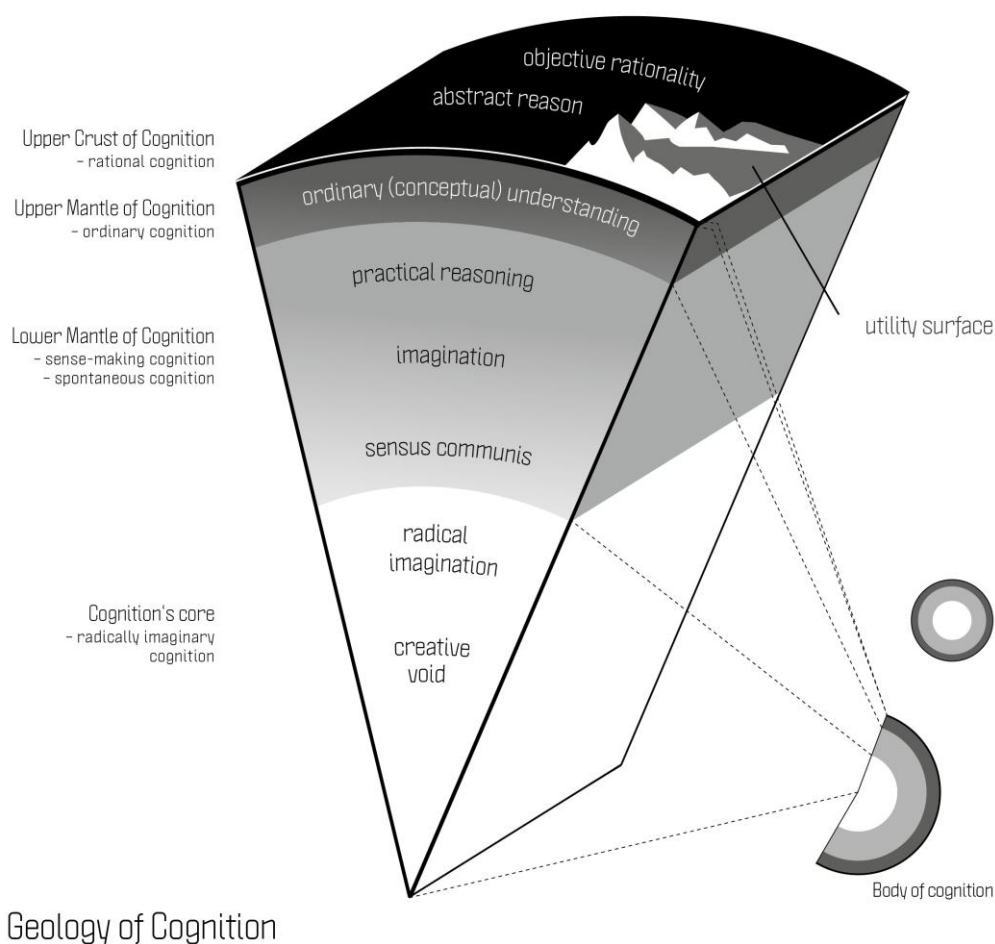 objective rationality
abstract reason
Upper Crust of Cognition
– rational cognition
ordinary (conceptual) understanding
Upper Mantle of Cognition
– ordinary cognition
practical reasoning
utility surface
Lower Mantle of Cognition
– sense-making cognition
– spontaneous cognition
imagination
sensus communis
radical
imagination
Cognition's core
– radically imaginary
cognition
creative
void
Body of cognition
Geology of Cognition